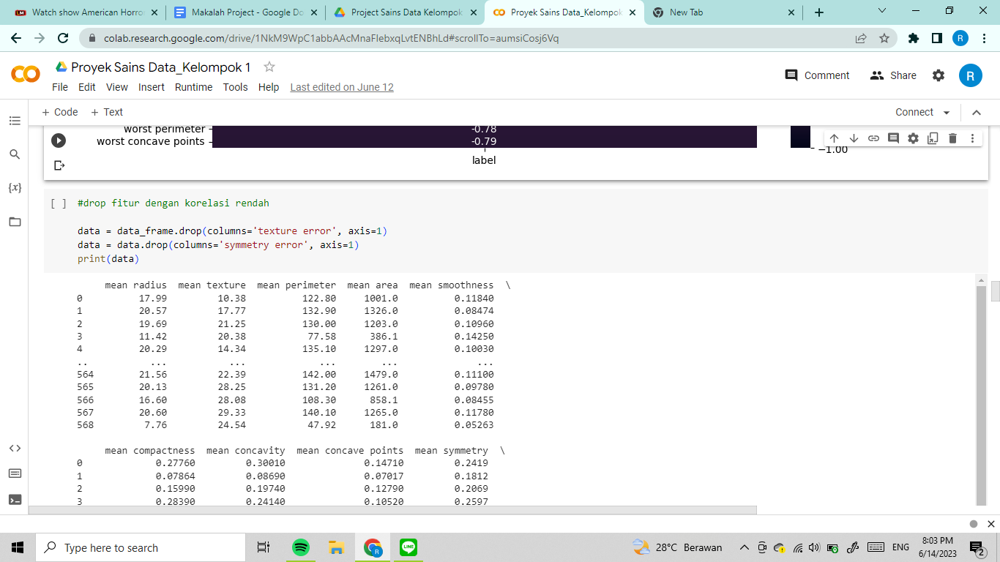 Watch show American Horro
Makalah Project - Google Do
Project Sains Data Kelompok
Proyek Sains Data_Kelompok
New Tab
colab.research.google.com/drive/1NkM9WpC1abbAAcMnaFIebxqLvtENBhLd#scrollTo=aumsiCosj6Vq
R
Proyek Sains Data_Kelompok 1
Comment
Share
R
File Edit View Insert Runtime Tools Help Last edited on June 12
+ Code + Text
Connect
worst perimeter -0.78
worst concave points -0.79
−1.00
label
{x}
[ ] #drop fitur dengan korelasi rendah
data = data_frame.drop(columns='texture error', axis=1)
data = data.drop(columns='symmetry error', axis=1)
print(data)
mean radius mean texture mean perimeter mean area mean smoothness \
0 17.99 10.38 122.80 1001.0 0.11840
1 20.57 17.77 132.90 1326.0 0.08474
2 19.69 21.25 130.00 1203.0 0.10960
3 11.42 20.38 77.58 386.1 0.14250
4 20.29 14.34 135.10 1297.0 0.10030
.. ... ... ... ... ...
564 21.56 22.39 142.00 1479.0 0.11100
565 20.13 28.25 131.20 1261.0 0.09780
566 16.60 28.08 108.30 858.1 0.08455
567 20.60 29.33 140.10 1265.0 0.11780
568 7.76 24.54 47.92 181.0 0.05263
mean compactness mean concavity mean concave points mean symmetry \
0 0.27760 0.30010 0.14710 0.2419
1 0.07864 0.08690 0.07017 0.1812
2 0.15990 0.19740 0.12790 0.2069
3 0.28390 0.24140 0.10520 0.2597
Type here to search
R
LINE
28°C Berawan
ENG
8:03 PM
6/14/2023
2